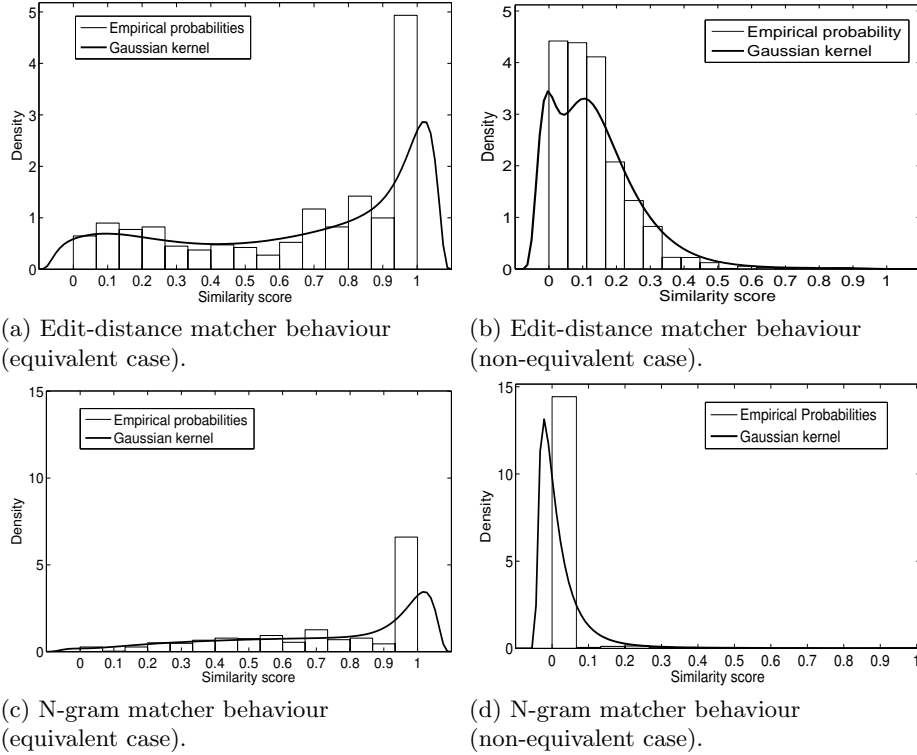 Empirical probabilities
Gaussian kernel
5
4
3
2
1
0
Density
0 0.1 0.2 0.3 0.4 0.5 0.6 0.7 0.8 0.9 1
Similarity score
(a) Edit-distance matcher behaviour
(equivalent case).
Empirical probability
Gaussian kernel
5
4
3
2
1
0
Density
0 0.1 0.2 0.3 0.4 0.5 0.6 0.7 0.8 0.9 1
Similarity score
(b) Edit-distance matcher behaviour
(non-equivalent case).
Empirical probabilities
Gaussian kernel
15
10
5
0
Density
0 0.1 0.2 0.3 0.4 0.5 0.6 0.7 0.8 0.9 1
Similarity score
(c) N-gram matcher behaviour
(equivalent case).
Empirical Probabilities
Gaussian kernel
15
10
5
0
Density
0 0.1 0.2 0.3 0.4 0.5 0.6 0.7 0.8 0.9 1
Similarity score
(d) N-gram matcher behaviour
(non-equivalent case).